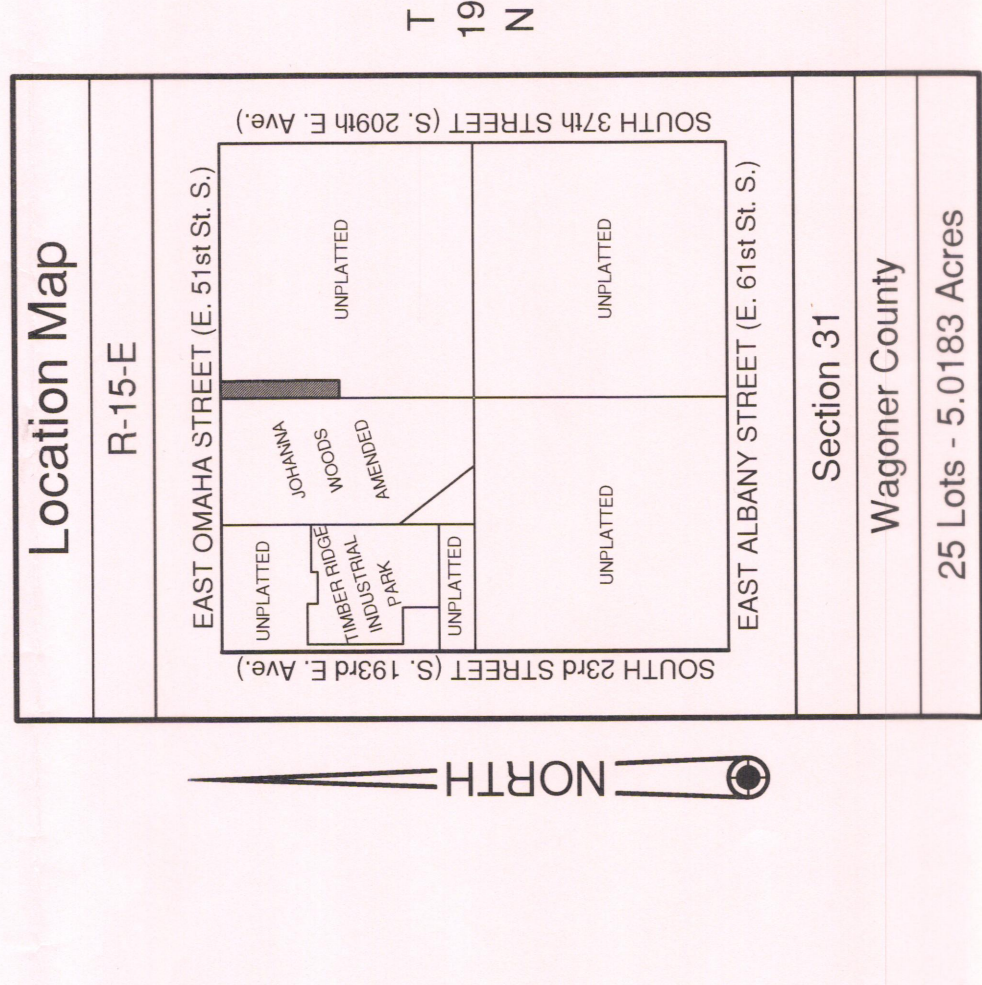 Location Map
R-15-E
EAST OMAHA STREET (E. 51st St. S.)
SOUTH 23rd STREET (S. 193rd E. Ave.)
UNPLATTED
TIMBER RIDGE
INDUSTRIAL
PARK
UNPLATTED
JOHANNA
WOODS
AMENDED
UNPLATTED
UNPLATTED
UNPLATTED
SOUTH 37th STREET (S. 209th E. Ave.)
EAST ALBANY STREET (E. 61st St. S.)
Section 31
Wagoner County
25 Lots - 5.0183 Acres
NORTH
T
19
N